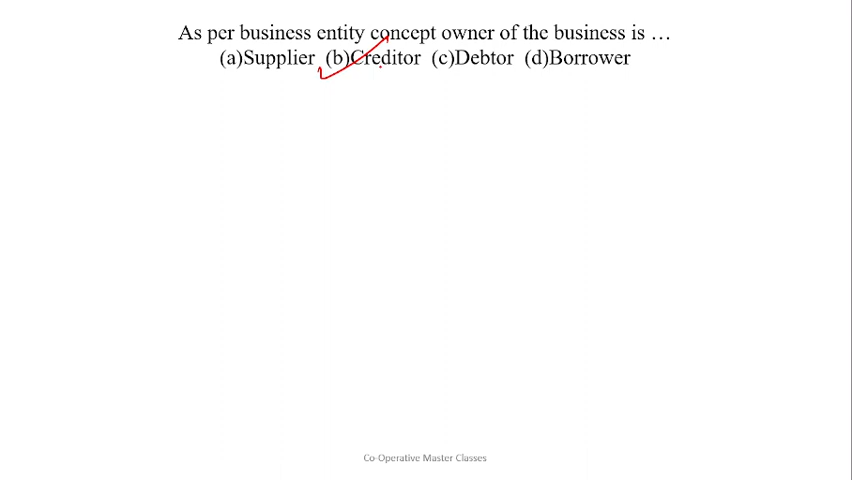 As per business entity concept owner of the business is …
(a)Supplier (b)Creditor (c)Debtor (d)Borrower
Co-Operative Master Classes